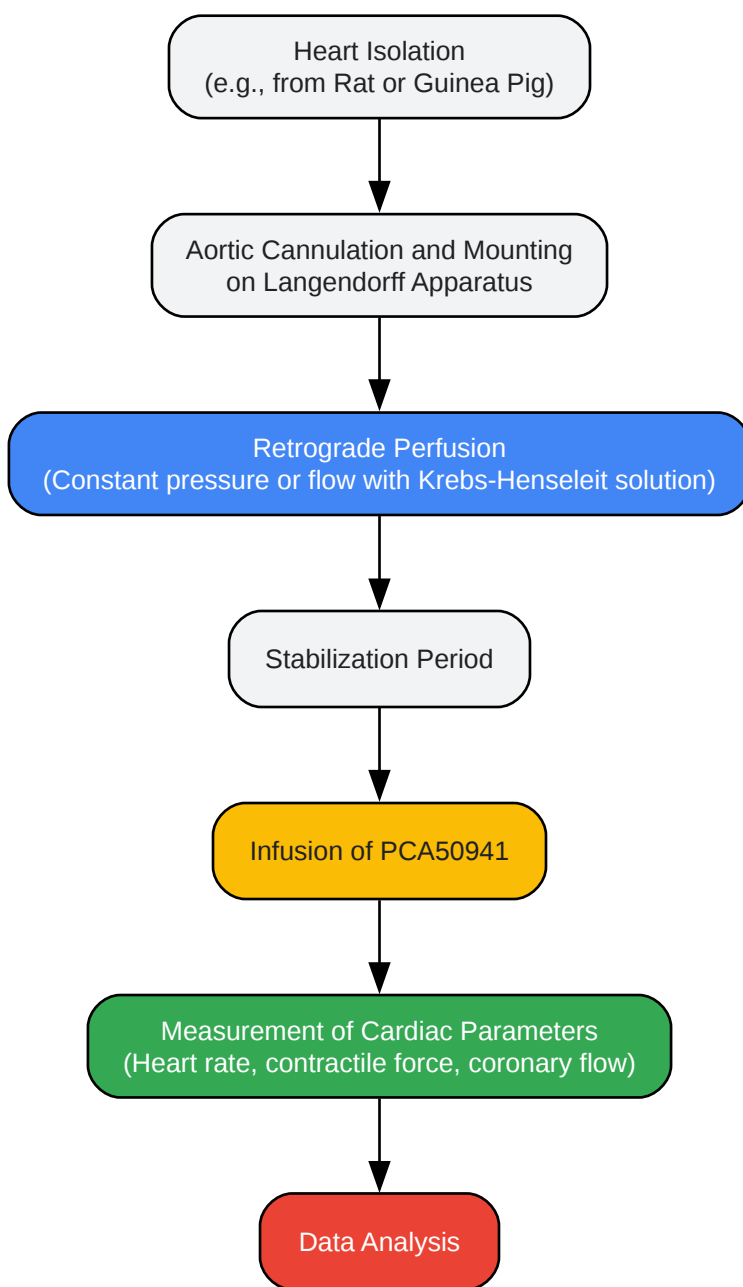 Heart Isolation
(e.g., from Rat or Guinea Pig)
Aortic Cannulation and Mounting
on Langendorff Apparatus
Retrograde Perfusion
(Constant pressure or flow with Krebs-Henseleit solution)
Stabilization Period
Infusion of PCA50941
Measurement of Cardiac Parameters
(Heart rate, contractile force, coronary flow)
Data Analysis